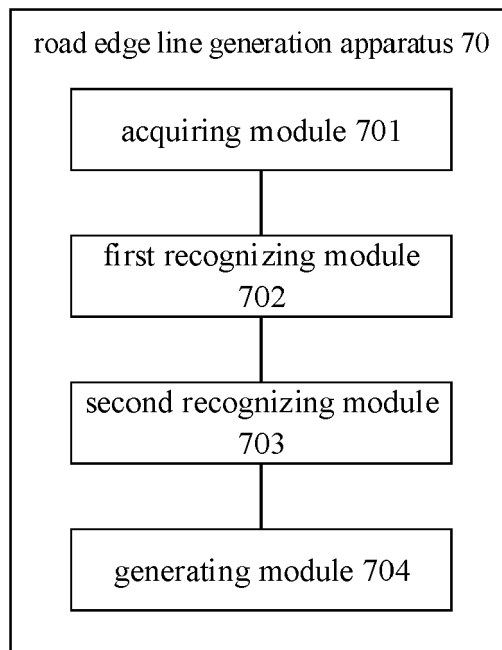 road edge line generation apparatus 70
acquiring module 701
first recognizing module
702
second recognizing module
703
generating module 704